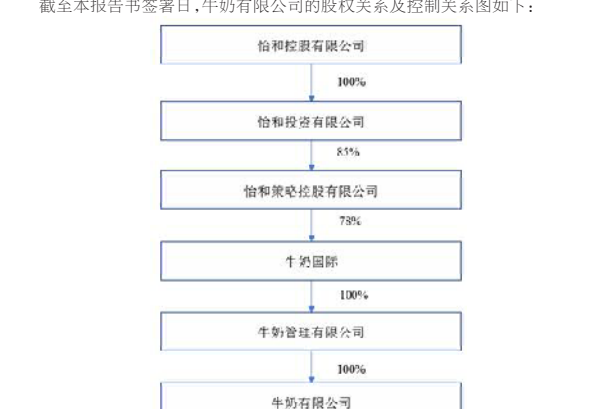 截至本报告书签署日,牛奶有限公司的股权关系及控制关系图如下:
怡和控股有限公司
100%
怡和投资有限公司
85%
怡和策略控股有限公司
78%
牛奶国际
100%
牛奶管理有限公司
100%
牛奶有限公司